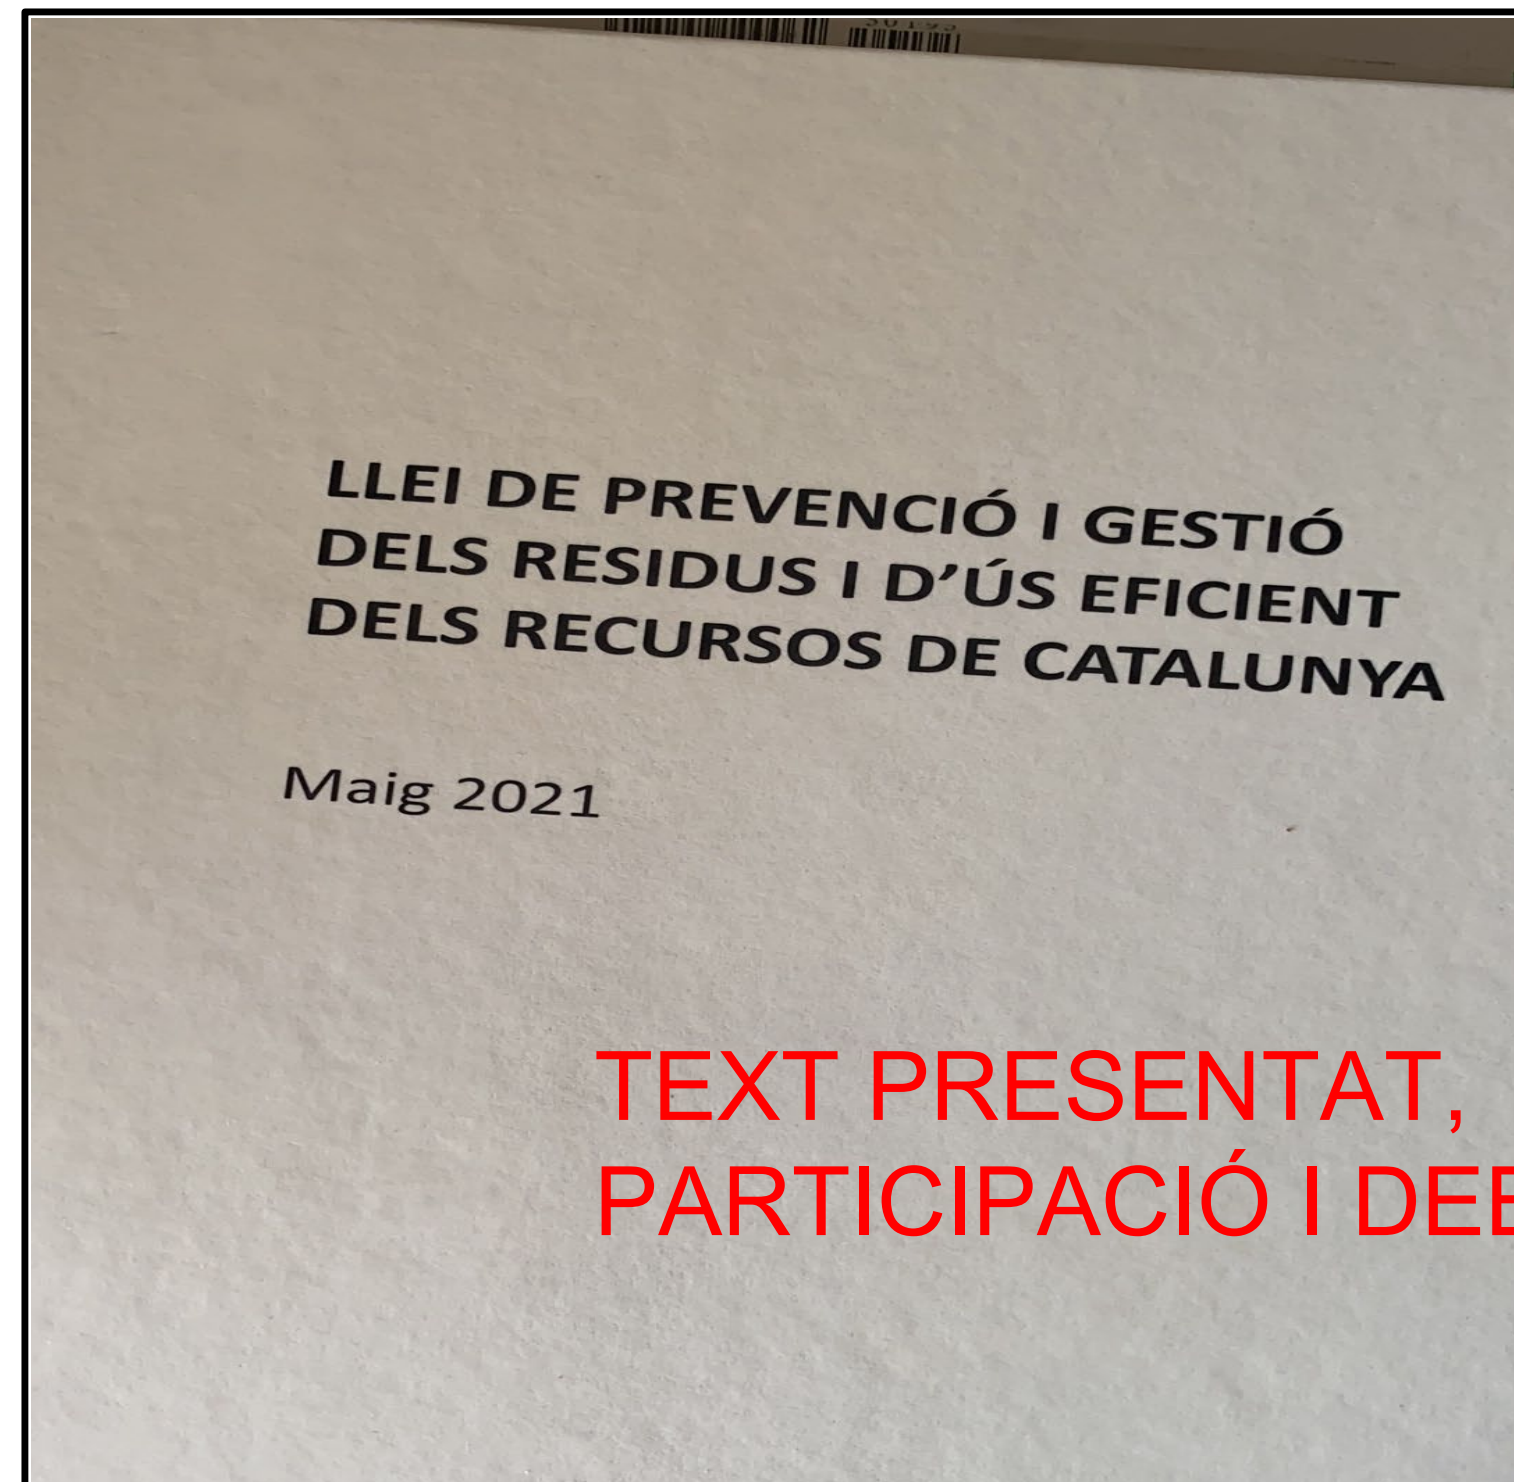 LLEI DE PREVENCIÓ I GESTIÓ
DELS RESIDUS I D’ÚS EFICIENT
DELS RECURSOS DE CATALUNYA
Maig 2021
TEXT PRESENTAT,
PARTICIPACIÓ I